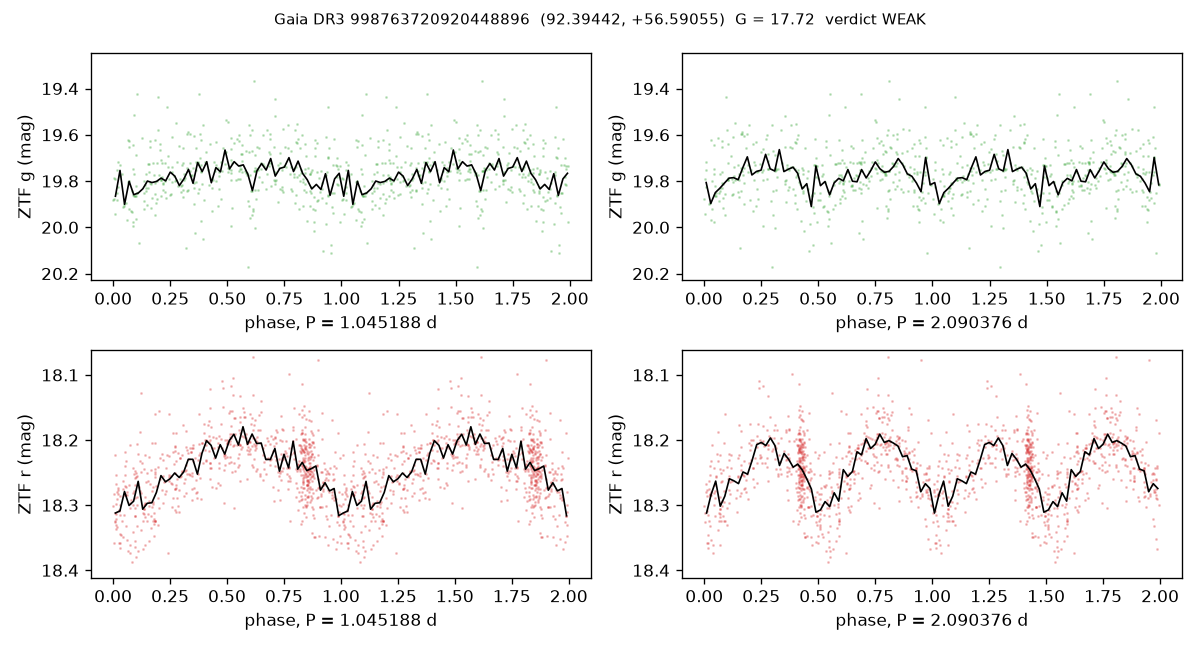 Gaia DR3 998763720920448896  (92.39442, +56.59055)  G = 17.72  verdict WEAK
ZTF g (mag)
19.4
19.6
19.8
20.0
20.2
0.00 0.25 0.50 0.75 1.00 1.25 1.50 1.75 2.00
phase, P = 1.045188 d
ZTF g (mag)
19.4
19.6
19.8
20.0
20.2
0.00 0.25 0.50 0.75 1.00 1.25 1.50 1.75 2.00
phase, P = 2.090376 d
ZTF r (mag)
18.1
18.2
18.3
18.4
0.00 0.25 0.50 0.75 1.00 1.25 1.50 1.75 2.00
phase, P = 1.045188 d
ZTF r (mag)
18.1
18.2
18.3
18.4
0.00 0.25 0.50 0.75 1.00 1.25 1.50 1.75 2.00
phase, P = 2.090376 d